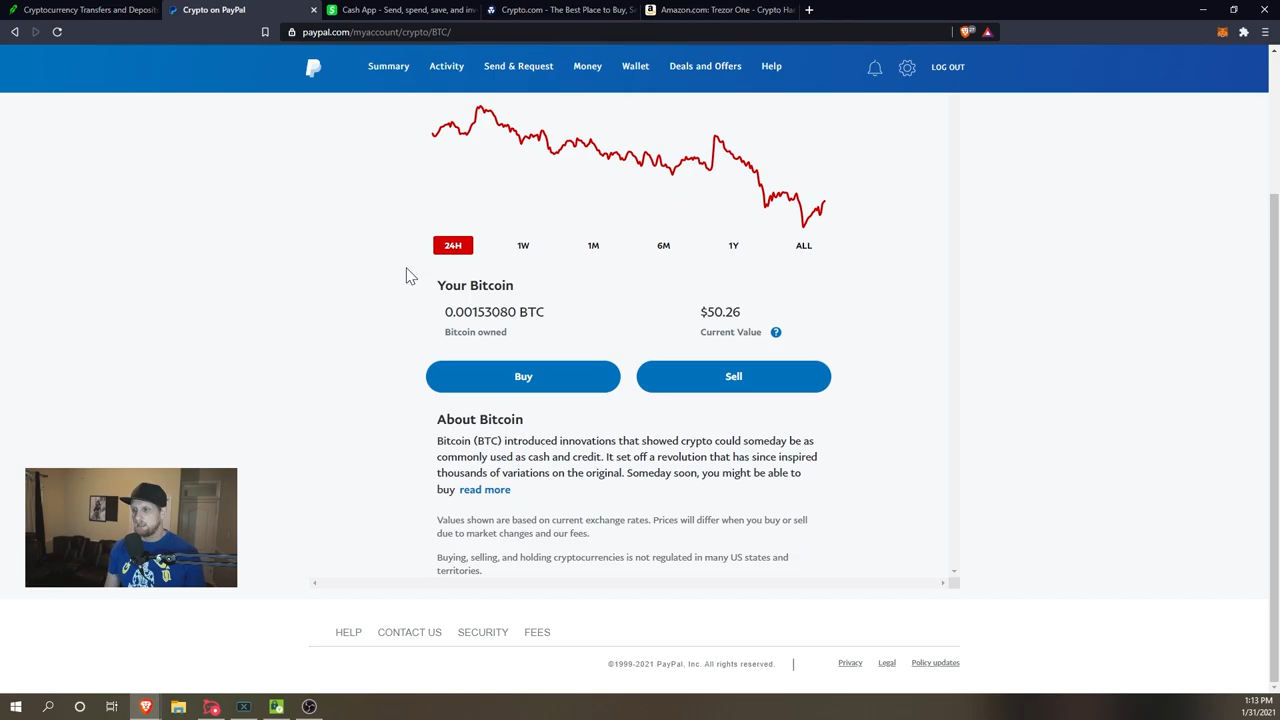 Cryptocurrency Transfers and Deposits
Crypto on PayPal
Cash App - Send, spend, save, and inv
Crypto.com - The Best Place to Buy, S
Amazon.com: Trezor One - Crypto Ha
paypal.com/myaccount/crypto/BTC/
Summary
Activity
Send & Request
Money
Wallet
Deals and Offers
Help
LOG OUT
24H
1W
1M
6M
1Y
ALL
Your Bitcoin
0.00153080 BTC
$50.26
Bitcoin owned
Current Value
Buy
Sell
About Bitcoin
Bitcoin (BTC) introduced innovations that showed crypto could someday be as
commonly used as cash and credit. It set off a revolution that has since inspired
thousands of variations on the original. Someday soon, you might be able to
buy read more
Values shown are based on current exchange rates. Prices will differ when you buy or sell
due to market changes and our fees.
Buying, selling, and holding cryptocurrencies is not regulated in many US states and
territories.
HELP
CONTACT US
SECURITY
FEES
©1999-2021 PayPal, Inc. All rights reserved.
Privacy
Legal
Policy updates
1:13 PM
1/31/2021